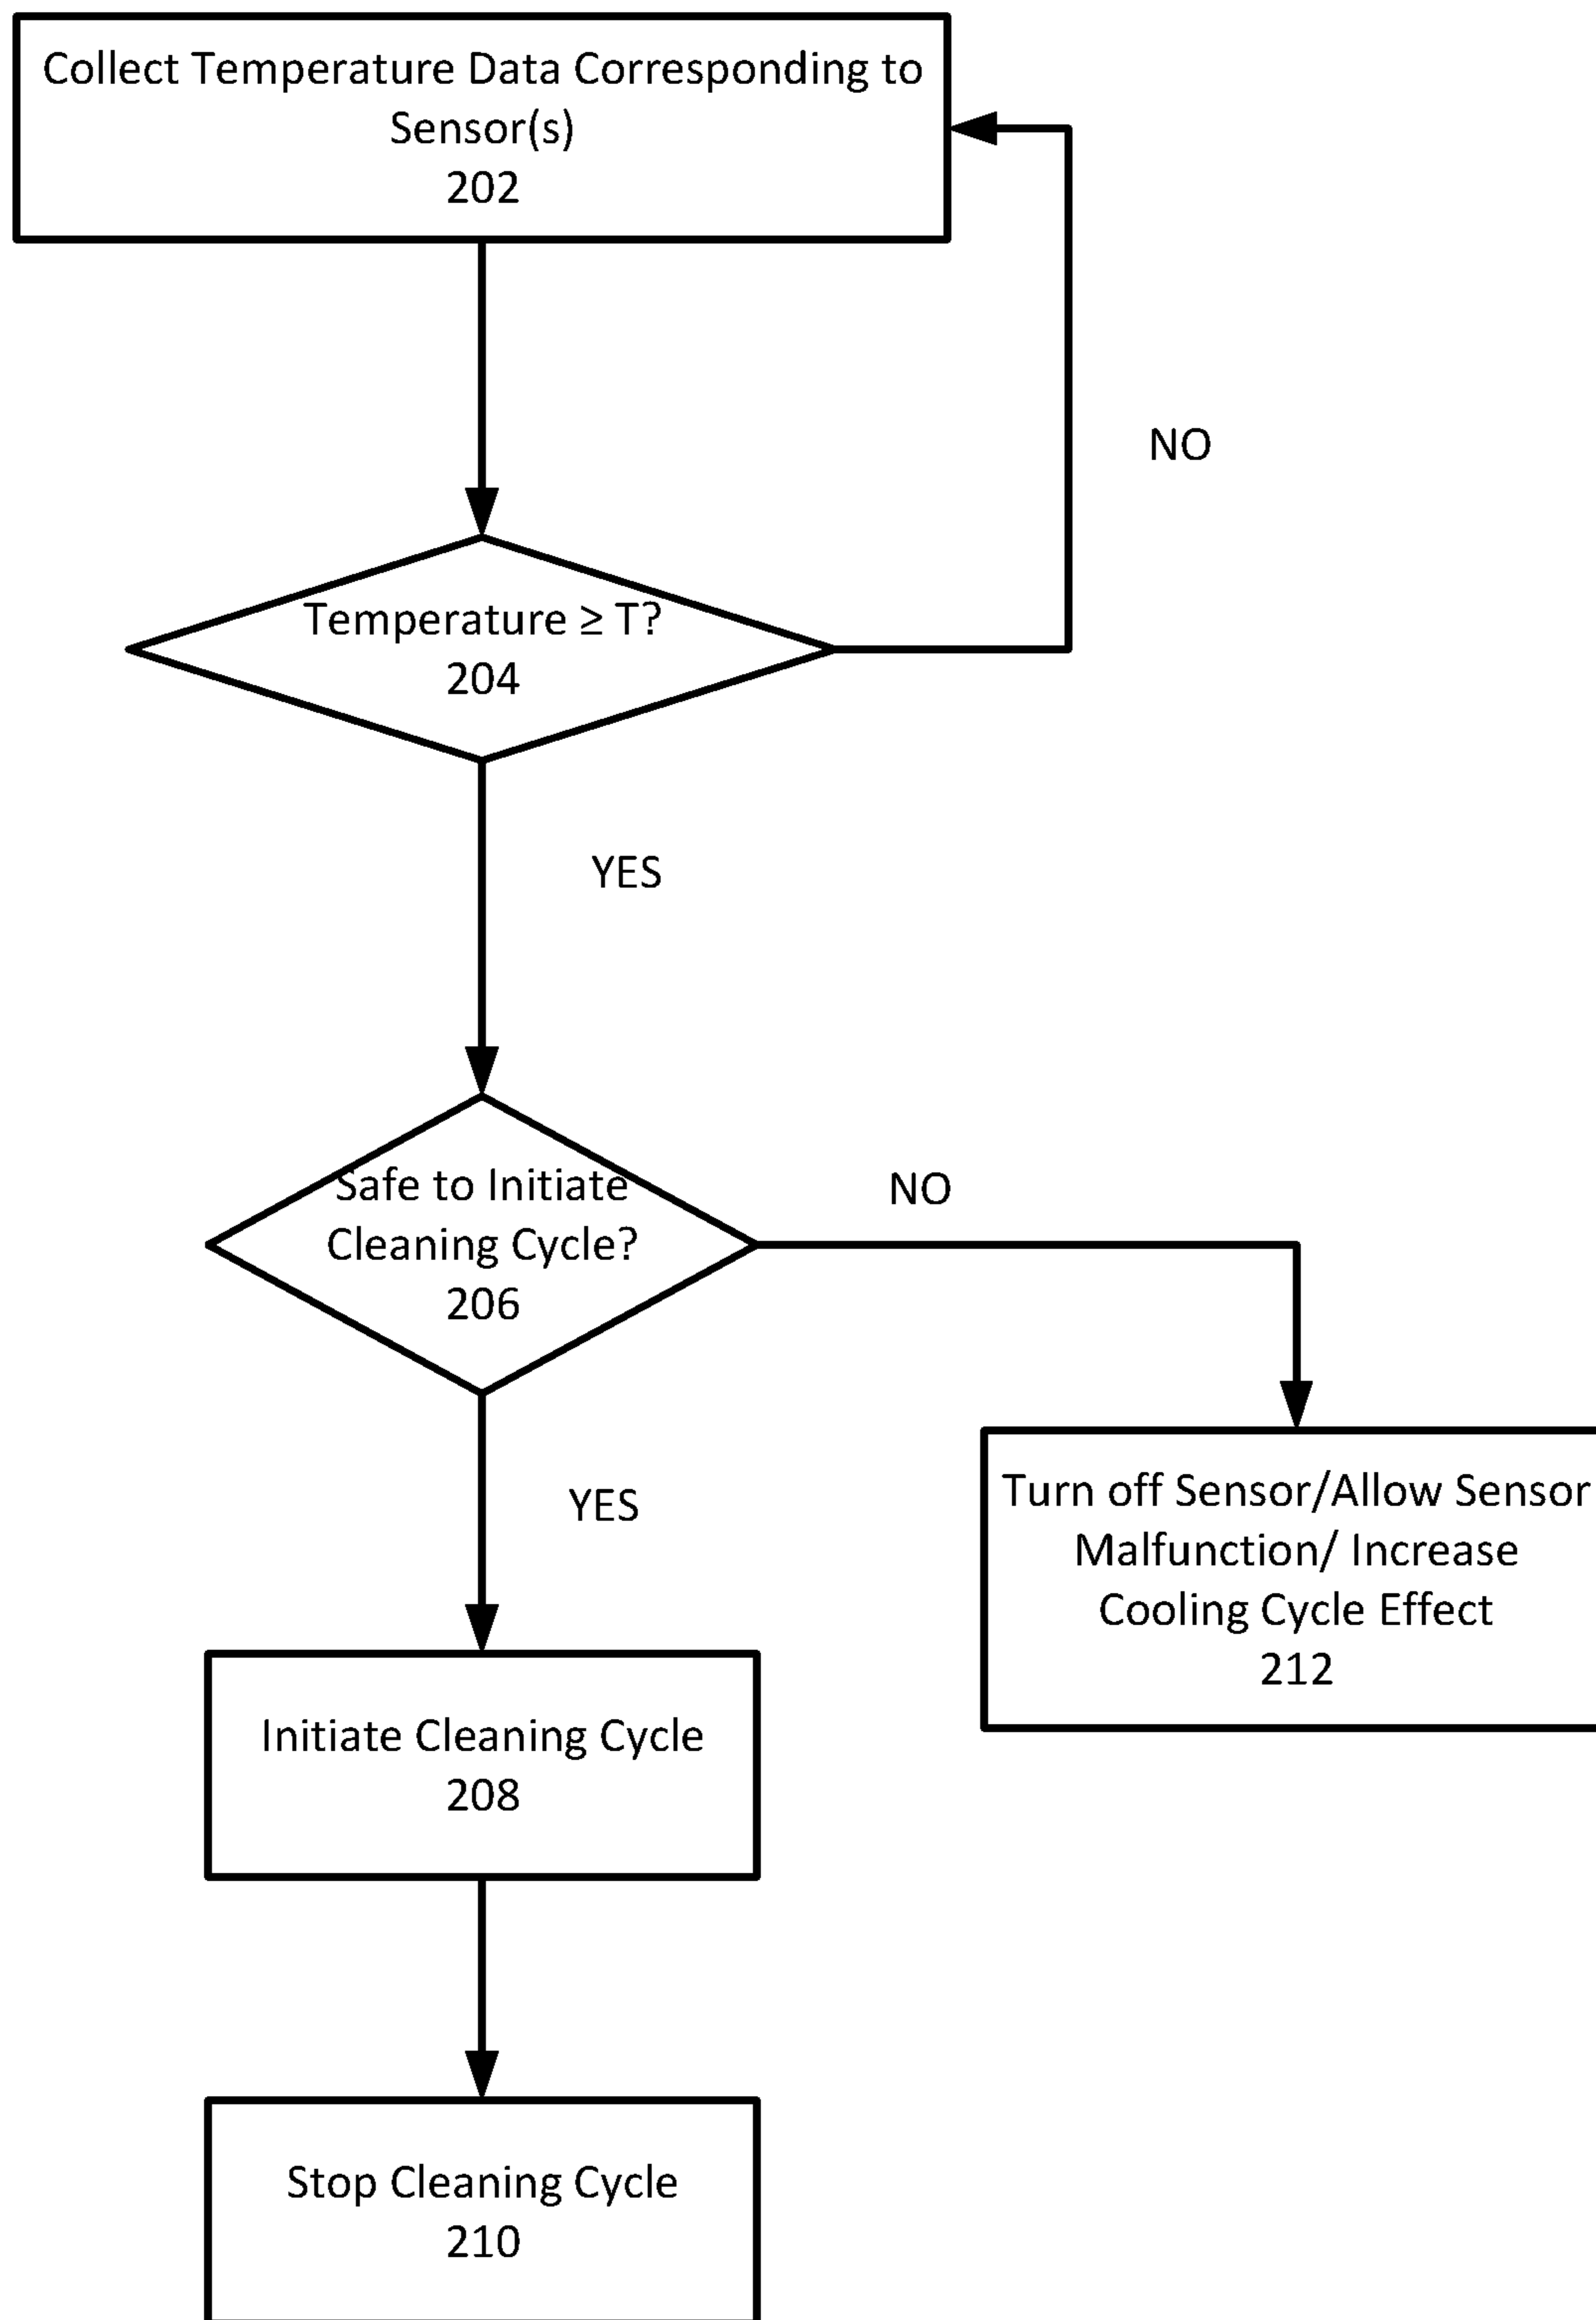 Collect Temperature Data Corresponding to
Sensor(s)
202
NO
Temperature ≥ T?
204
YES
Safe to Initiate
Cleaning Cycle?
206
NO
YES
Turn off Sensor/Allow Sensor
Malfunction/ Increase
Cooling Cycle Effect
212
Initiate Cleaning Cycle
208
Stop Cleaning Cycle
210